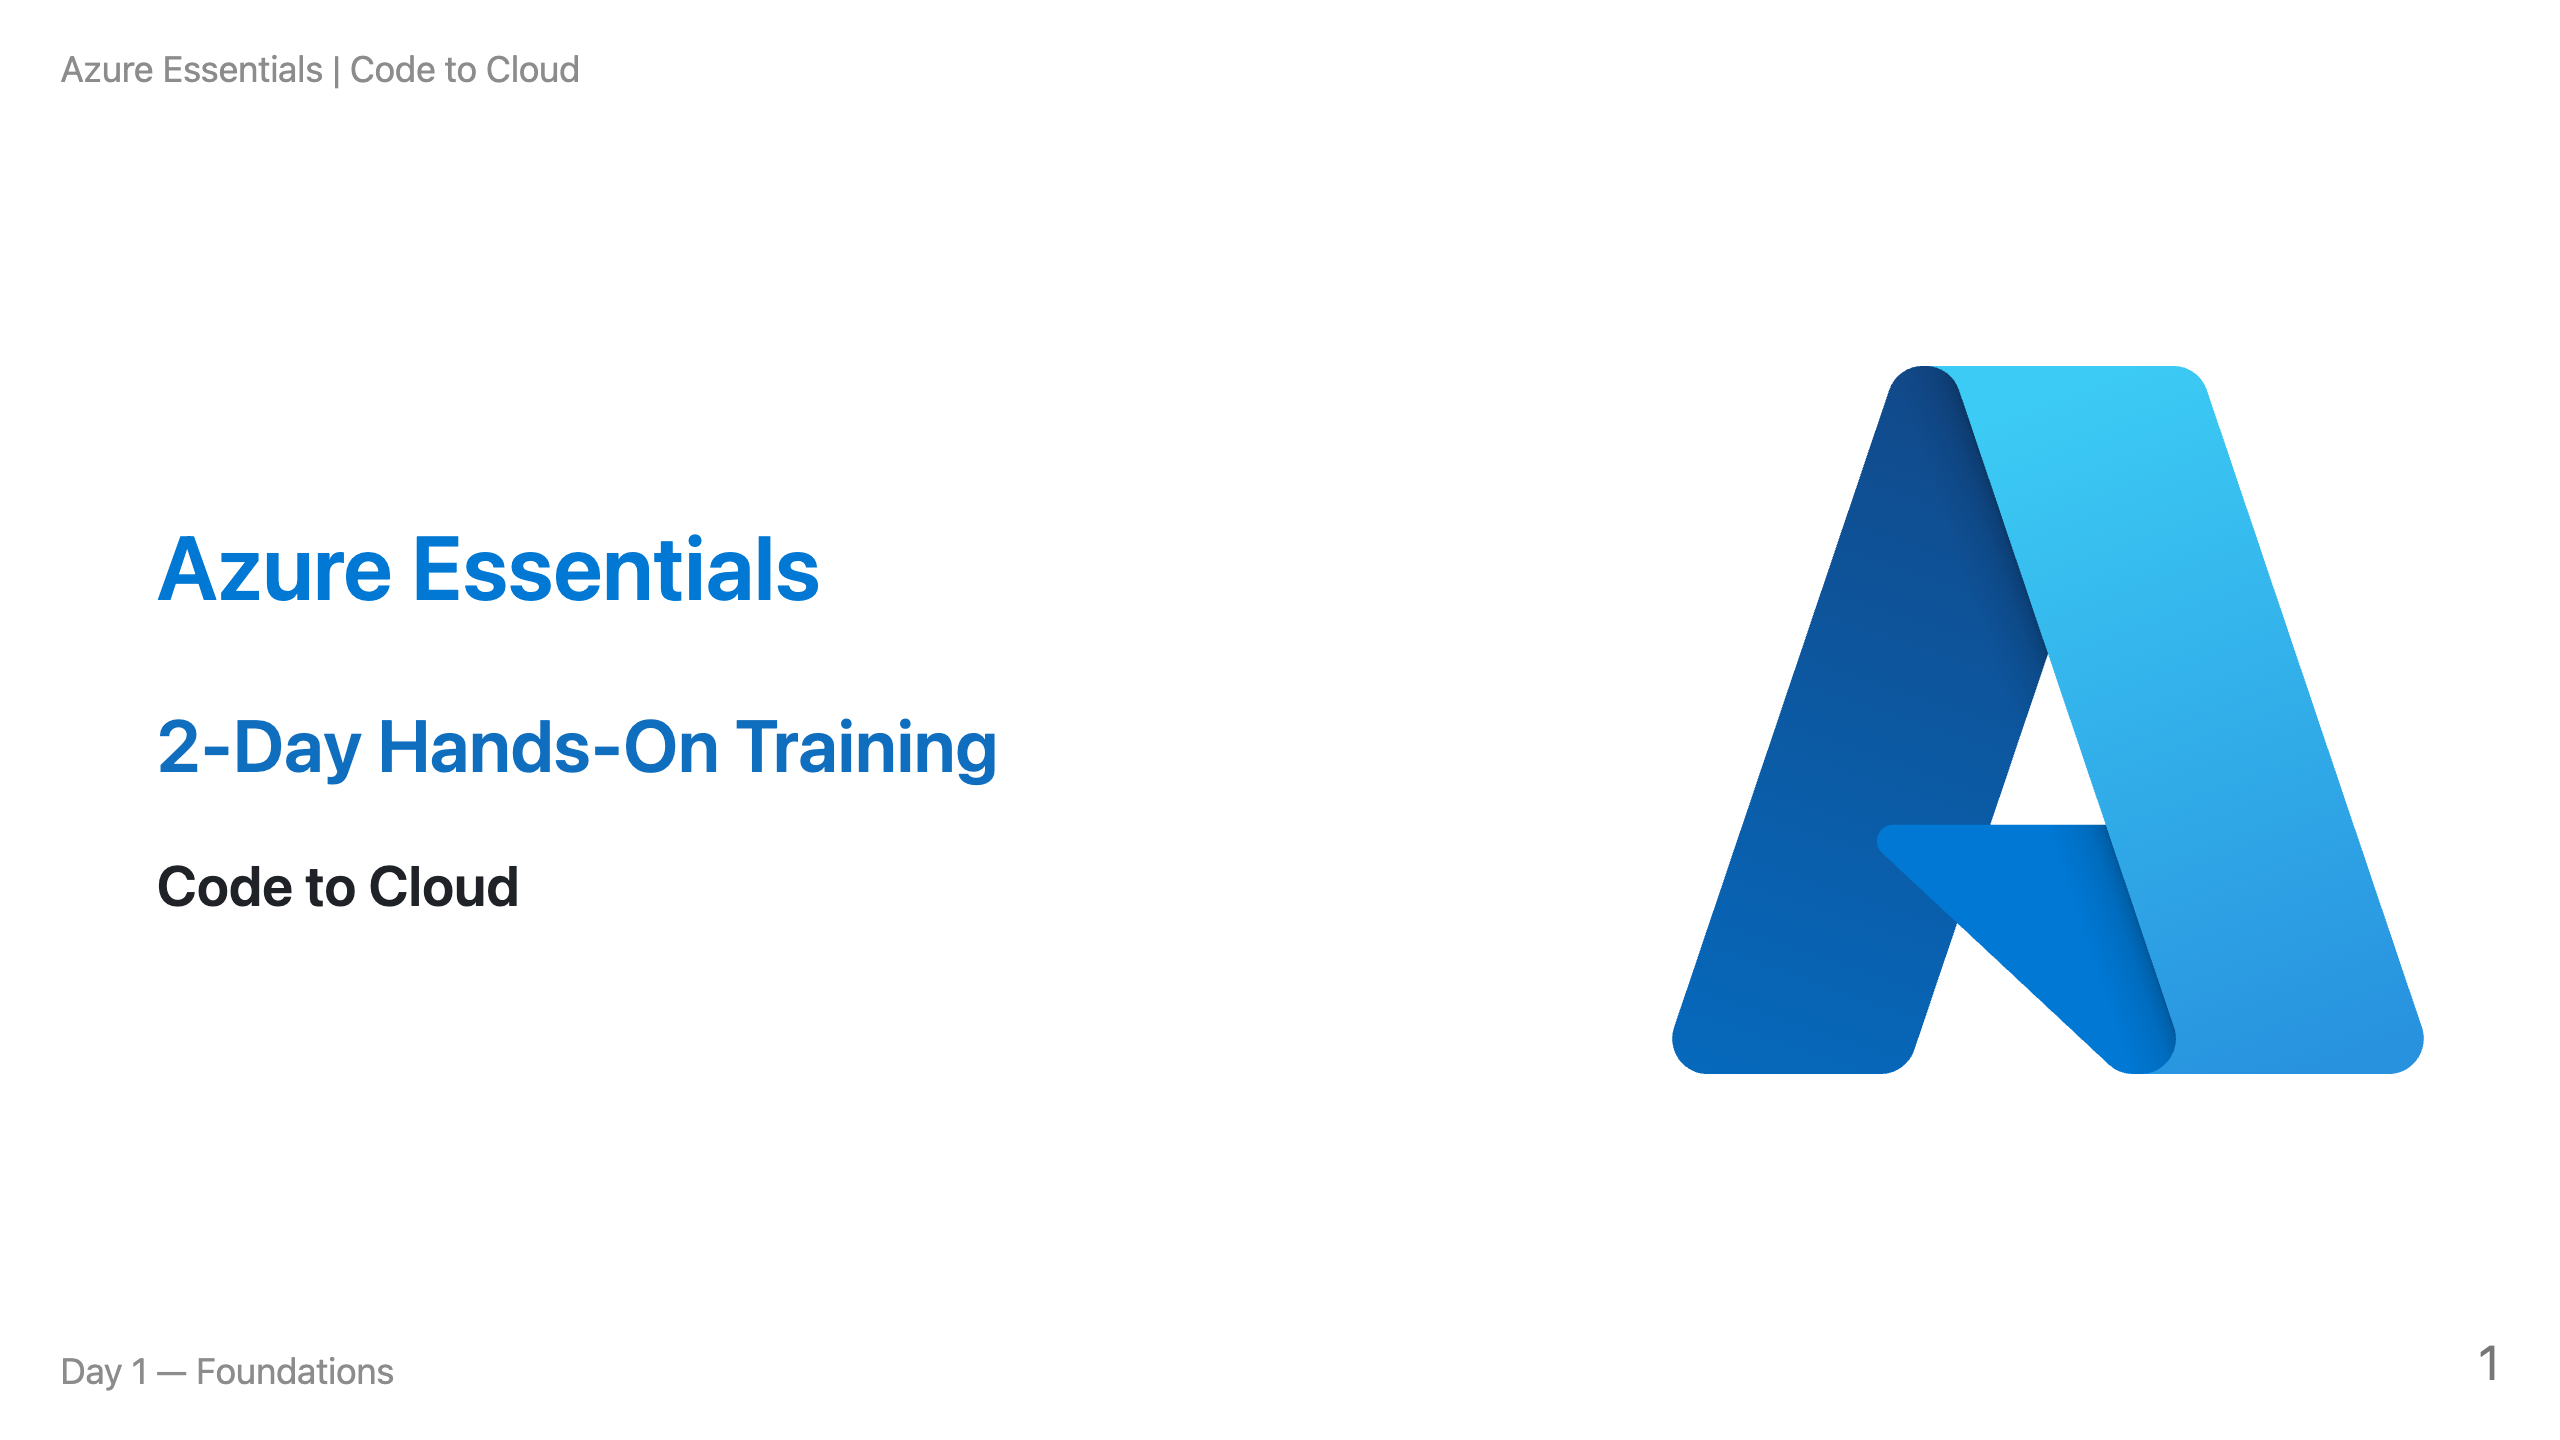 Azure Essentials | Code to Cloud
Azure Essentials
2-Day Hands-On Training
Code to Cloud
Day 1 — Foundations
1